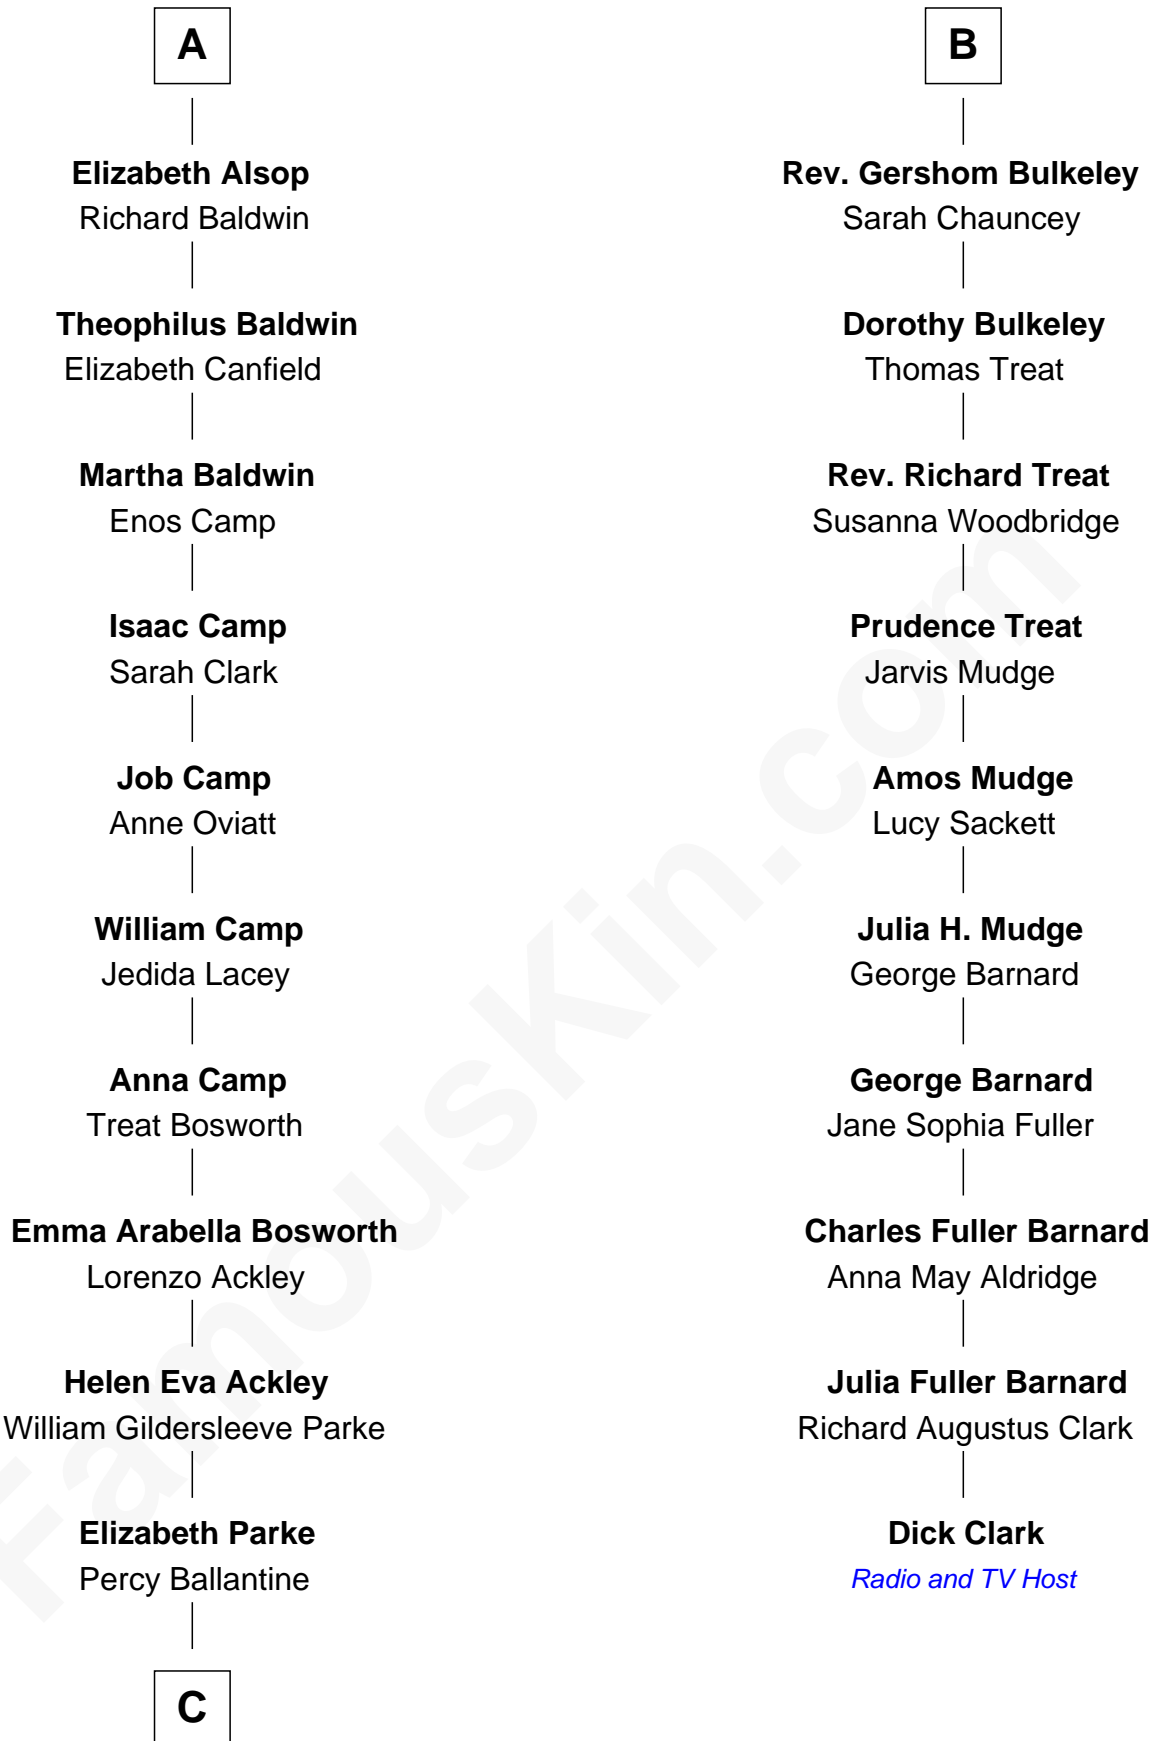 A
Elizabeth Alsop
Richard Baldwin
Theophilus Baldwin
Elizabeth Canfield
Martha Baldwin
Enos Camp
Isaac Camp
Sarah Clark
Job Camp
Anne Oviatt
William Camp
Jedida Lacey
Anna Camp
Treat Bosworth
Emma Arabella Bosworth
Lorenzo Ackley
Helen Eva Ackley
William Gildersleeve Parke
Elizabeth Parke
Percy Ballantine
C
B
Rev. Gershom Bulkeley
Sarah Chauncey
Dorothy Bulkeley
Thomas Treat
Rev. Richard Treat
Susanna Woodbridge
Prudence Treat
Jarvis Mudge
Amos Mudge
Lucy Sackett
Julia H. Mudge
George Barnard
George Barnard
Jane Sophia Fuller
Charles Fuller Barnard
Anna May Aldridge
Julia Fuller Barnard
Richard Augustus Clark
Dick Clark
Radio and TV Host
FamousKin.com